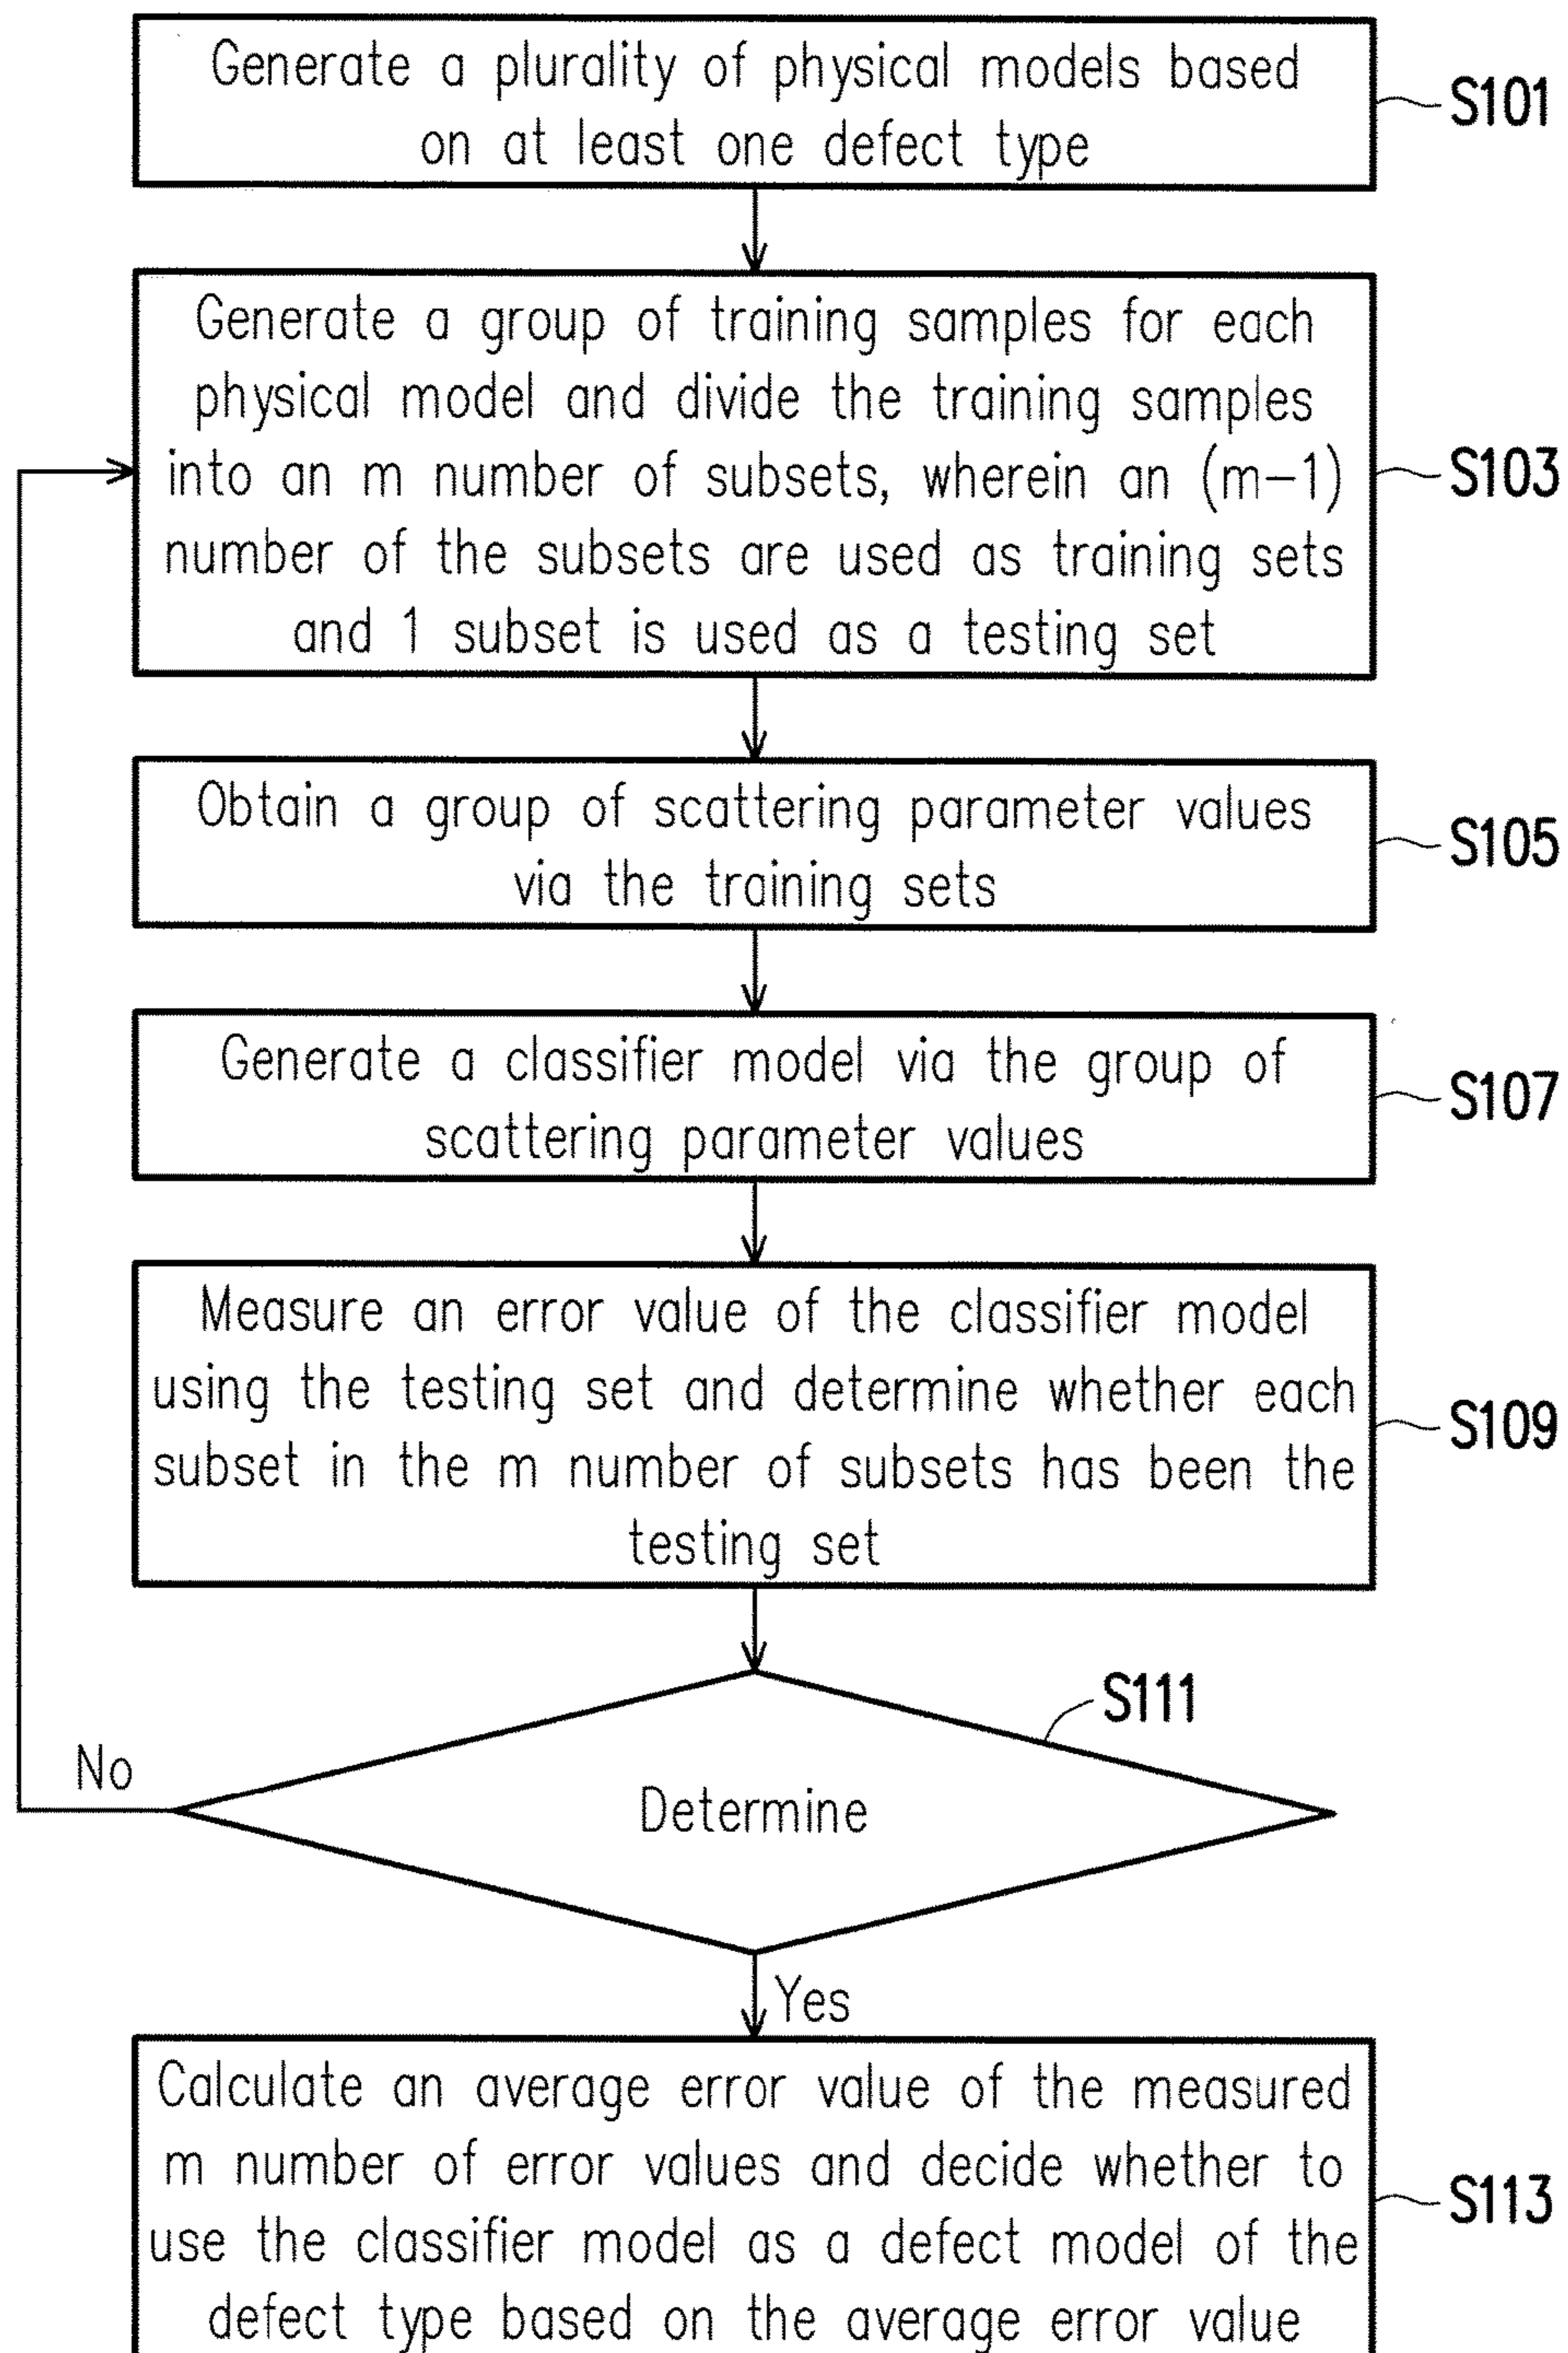 Generate a plurality of physical models based
on at least one defect type
S101
Generate a group of training samples for each
physical model and divide the training samples
into an m number of subsets, wherein an (m-1)
number of the subsets are used as training sets
and 1 subset is used as a testing set
S103
Obtain a group of scattering parameter values
via the training sets
S105
Generate a classifier model via the group of
scattering parameter values
S107
Measure an error value of the classifier model
using the testing set and determine whether each
subset in the m number of subsets has been the
testing set
S109
S111
No
Determine
Yes
Calculate an average error value of the measured
m number of error values and decide whether to
use the classifier model as a defect model of the
defect type based on the average error value
S113